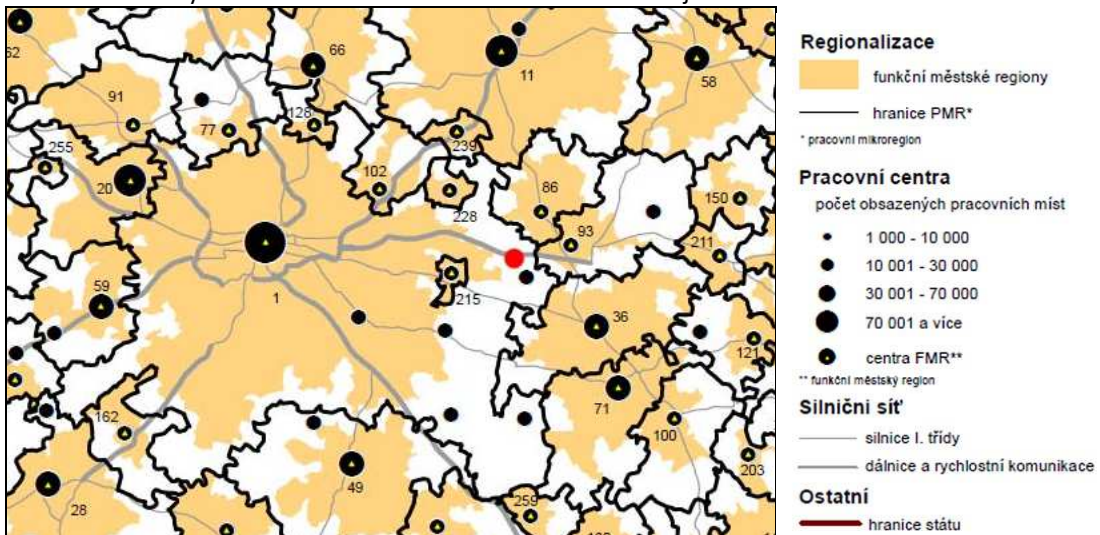 62
66
11
58
91
128
77
239
255
20
102
86
150
228
93
211
59
1
215
36
121
71
162
100
203
49
28
259
Regionalizace
funkční městské regiony
hranice PMR*
* pracovní mikroregion
Pracovní centra
počet obsazených pracovních míst
1 000 - 10 000
10 001 - 30 000
30 001 - 70 000
70 001 a více
centra FMR**
** funkční městský region
Silniční síť
silnice I. třídy
dálnice a rychlostní komunikace
Ostatní
hranice státu